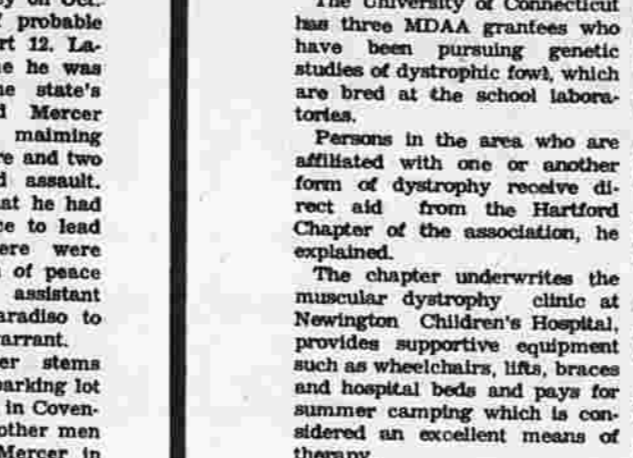 y on Oct.
probable
rt 12. La-
e he was
e state's
d Mercer
maiming
re and two
d assault.
at he had
ce to lead
ere were
of peace
assistant
aradiso to
arrant.
er stems
parking lot
in Coven-
other men
Mercer in
The University of Connecticut
has three MDAA grantees who
have been pursuing genetic
studies of dystrophic fowl, which
are bred at the school labora-
tories.
Persons in the area who are
affiliated with one or another
form of dystrophy receive di-
rect aid from the Hartford
Chapter of the association, he
explained.
The chapter underwrites the
muscular dystrophy clinic at
Newington Children's Hospital,
provides supportive equipment
such as wheelchairs, lifts, braces
and hospital beds and pays for
summer camping which is con-
sidered an excellent means of
therapy.